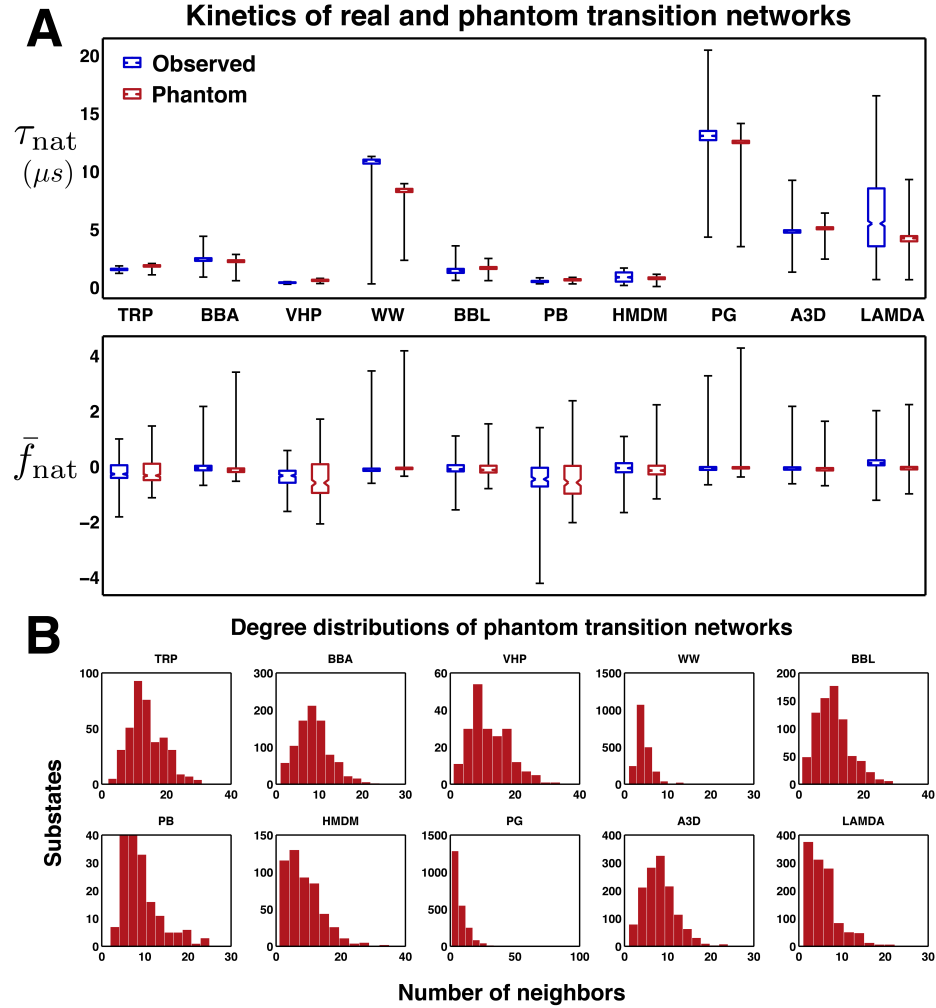 A
Kinetics of real and phantom transition networks
Observed
Phantom
τnat
(μs)
20
15
10
5
0
TRP BBA VHP WW BBL PB HMDM PG A3D LAMDA
f̄nat
4
2
0
−2
−4
B
Degree distributions of phantom transition networks
TRP BBA VHP WW BBL
100 300 60 1500 200
150
200 40 1000
50 100
100 20 500
50
0 0 0 0 0
0 20 40 0 10 20 30 0 20 40 0 10 20 30 0 20 40
PB HMDM PG A3D LAMDA
40 150 1500 400 400
30 300 300
100 1000
20 200 200
50 500
10 100 100
0 0 0 0 0
0 10 20 30 0 20 40 0 50 100 0 10 20 30 0 10 20 30
Substates
Number of neighbors